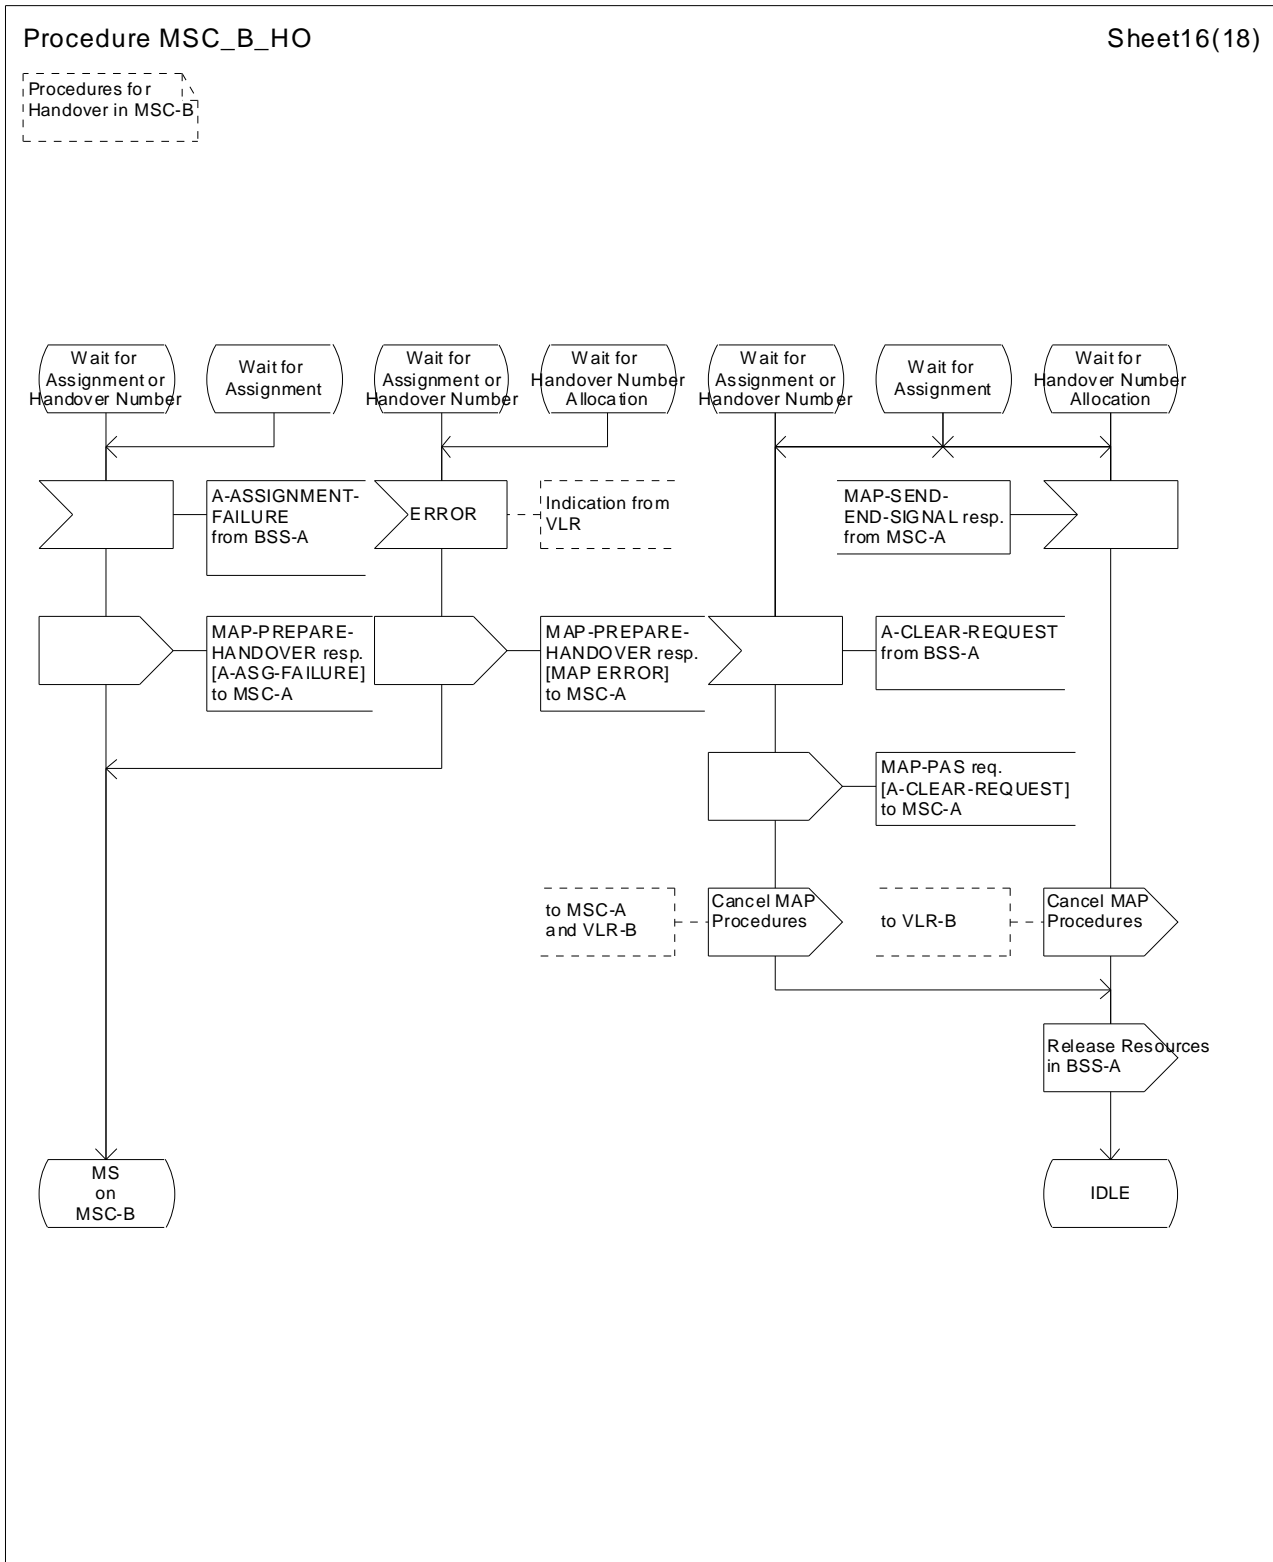 Procedure MSC_B_HO
Sheet16(18)
Procedures for
Handover in MSC-B
Wait for
Assignment or
Handover Number
Wait for
Assignment
Wait for
Assignment or
Handover Number
Wait for
Handover Number
Allocation
Wait for
Assignment or
Handover Number
Wait for
Assignment
Wait for
Handover Number
Allocation
A-ASSIGNMENT-
FAILURE
from BSS-A
ERROR
Indication from
VLR
MAP-SEND-
END-SIGNAL resp.
from MSC-A
MAP-PREPARE-
HANDOVER resp.
[A-ASG-FAILURE]
to MSC-A
MAP-PREPARE-
HANDOVER resp.
[MAP ERROR]
to MSC-A
A-CLEAR-REQUEST
from BSS-A
MAP-PAS req.
[A-CLEAR-REQUEST]
to MSC-A
to MSC-A
and VLR-B
Cancel MAP
Procedures
to VLR-B
Cancel MAP
Procedures
Release Resources
in BSS-A
MS
on
MSC-B
IDLE